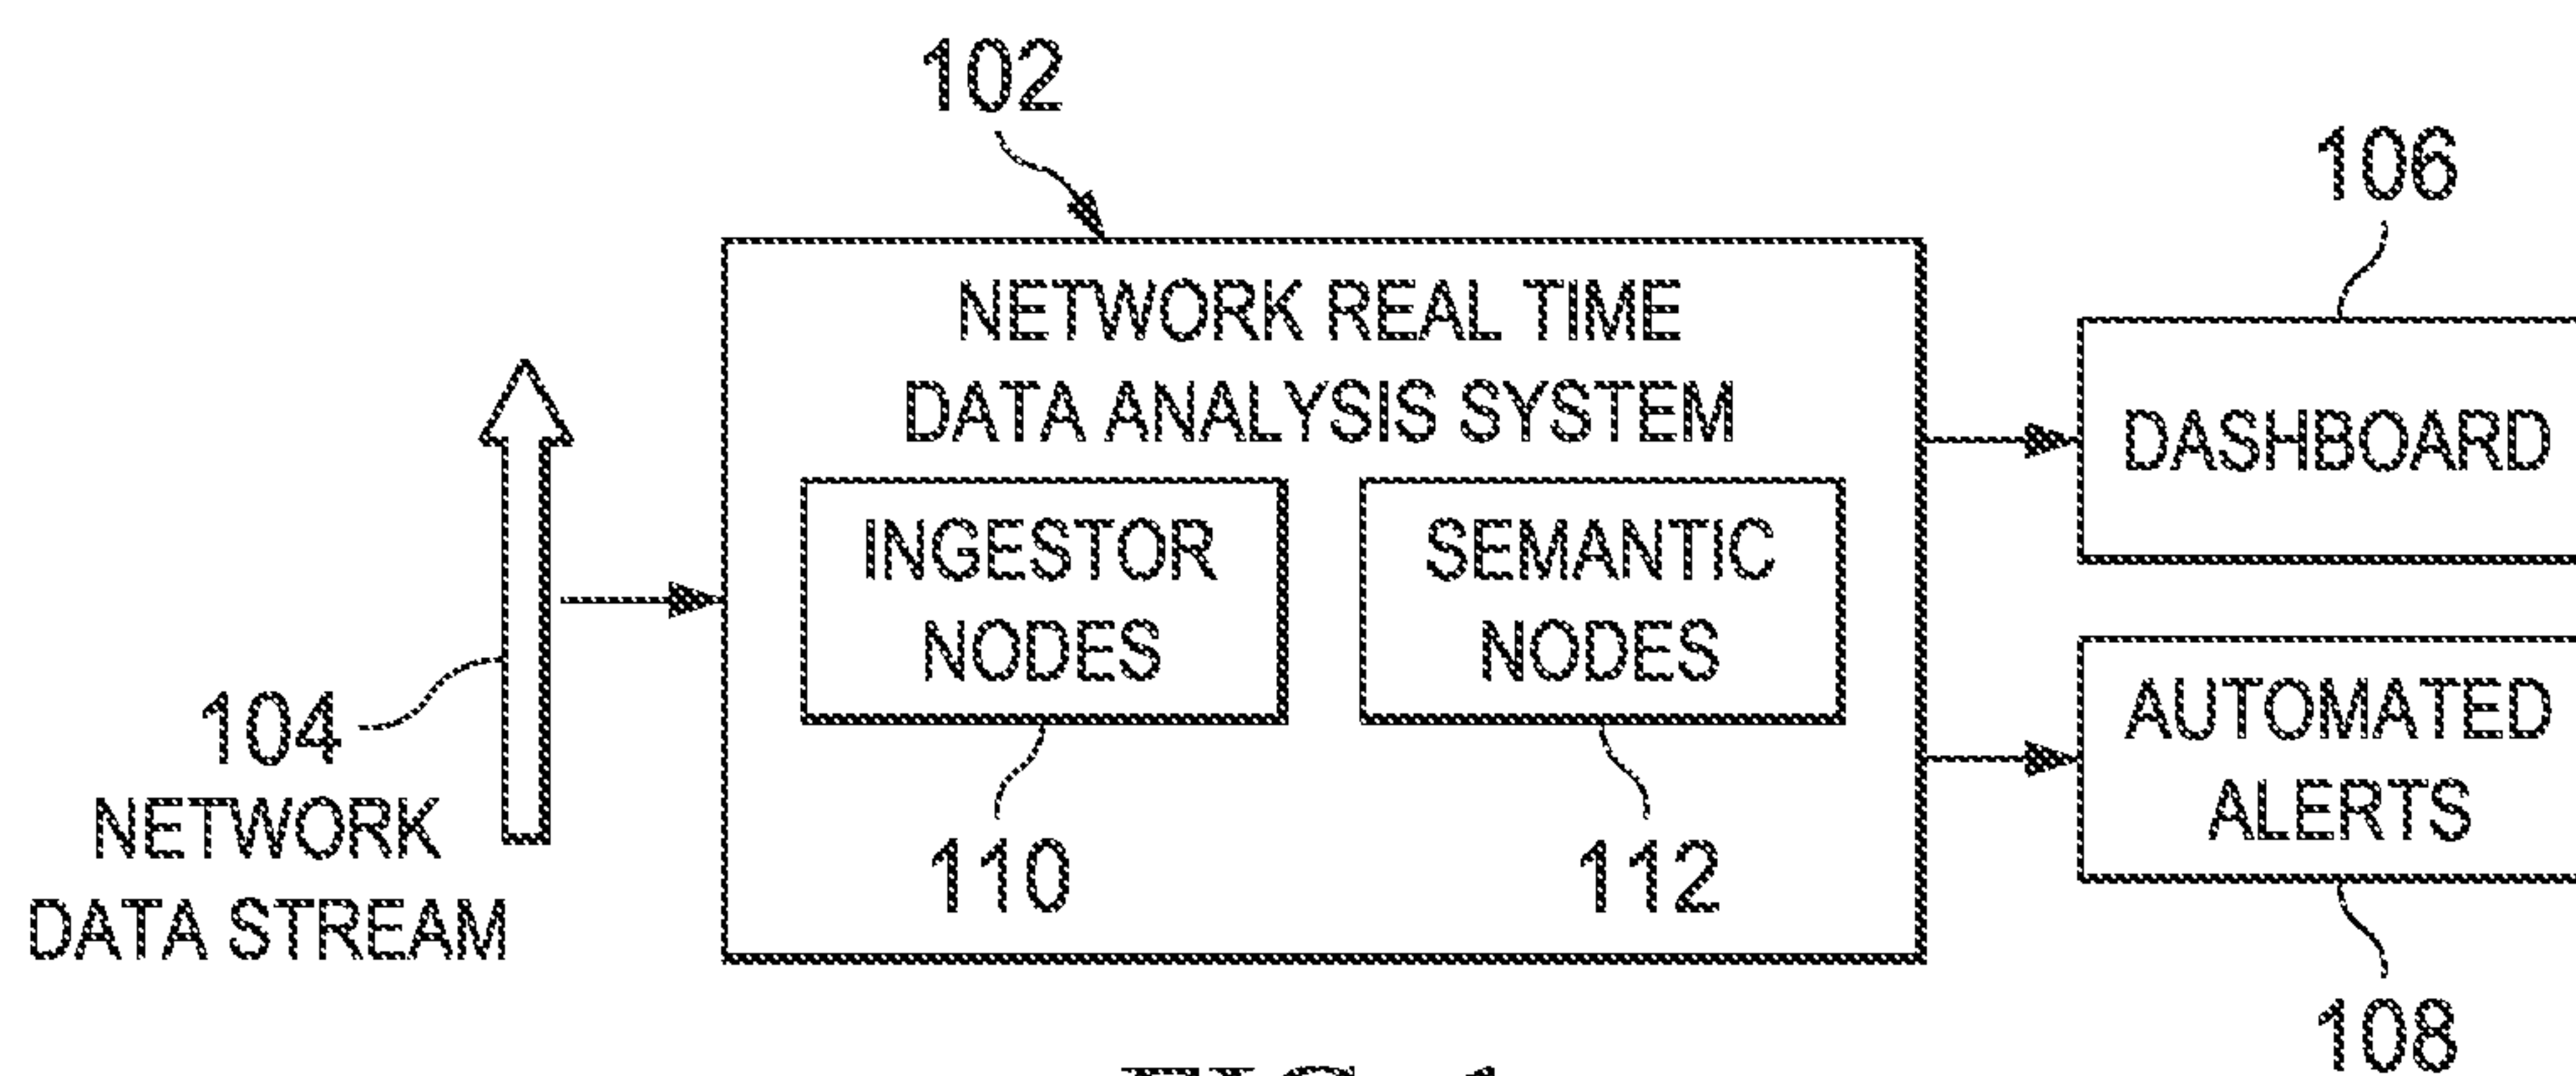 102
106
NETWORK REAL TIME
DATA ANALYSIS SYSTEM
DASHBOARD
INGESTOR
NODES
SEMANTIC
NODES
104
NETWORK
DATA STREAM
AUTOMATED
ALERTS
110
112
108